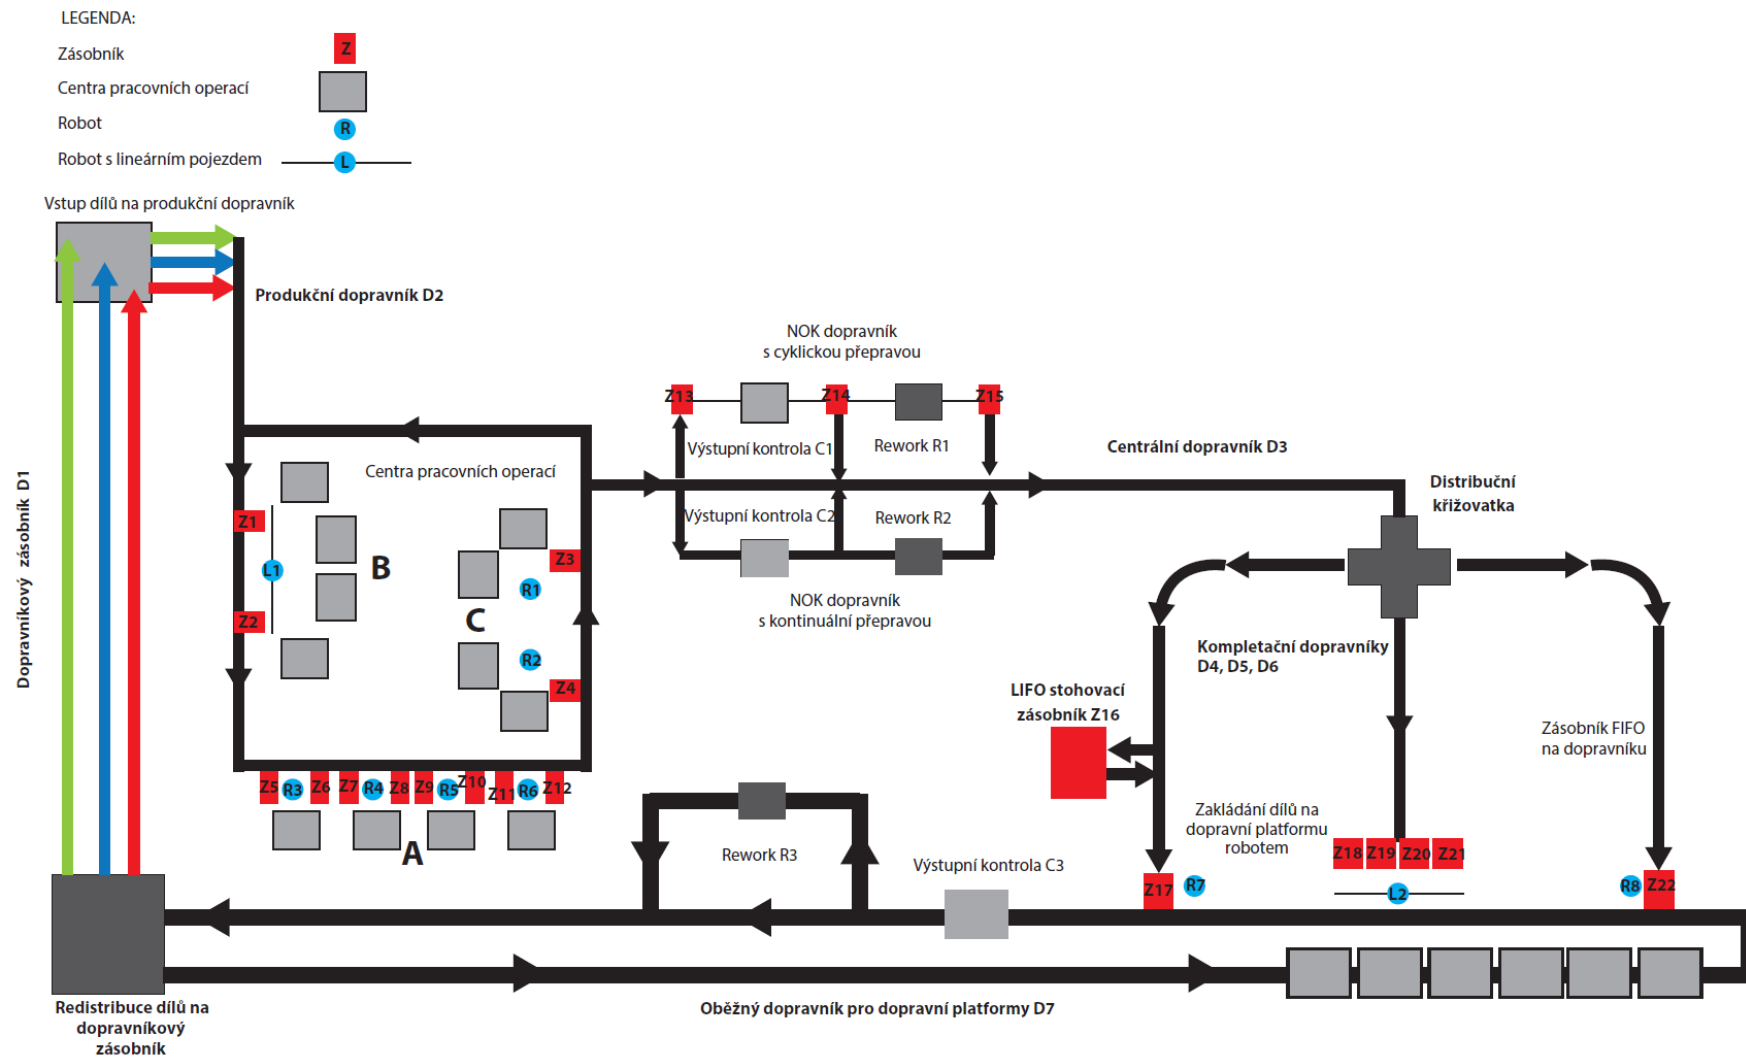 LEGENDA:
Zásobník
Z
Centra pracovních operací
Robot
R
Robot s lineárním pojezdem
L
Vstup dílů na produkční dopravník
Produkční dopravník D2
Dopravníkový zásobník D1
NOK dopravník
s cyklickou přepravou
Z13
Z14
Z15
Výstupní kontrola C1
Rework R1
Centrální dopravník D3
Centra pracovních operací
Distribuční
křižovatka
Výstupní kontrola C2
Rework R2
Z1
B
L1
Z2
Z3
R1
C
R2
Z4
NOK dopravník
s kontinuální přepravou
Kompletační dopravníky
D4, D5, D6
LIFO stohovací
zásobník Z16
Zásobník FIFO
na dopravníku
Z5
R3
Z6
Z7
R4
Z8
Z9
R5
Z10
Z11
R6
Z12
A
Zakládání dílů na
dopravní platformu
robotem
Rework R3
Výstupní kontrola C3
Z17
R7
Z18
Z19
Z20
Z21
L2
R8
Z22
Redistribuce dílů na
dopravníkový
zásobník
Oběžný dopravník pro dopravní platformy D7